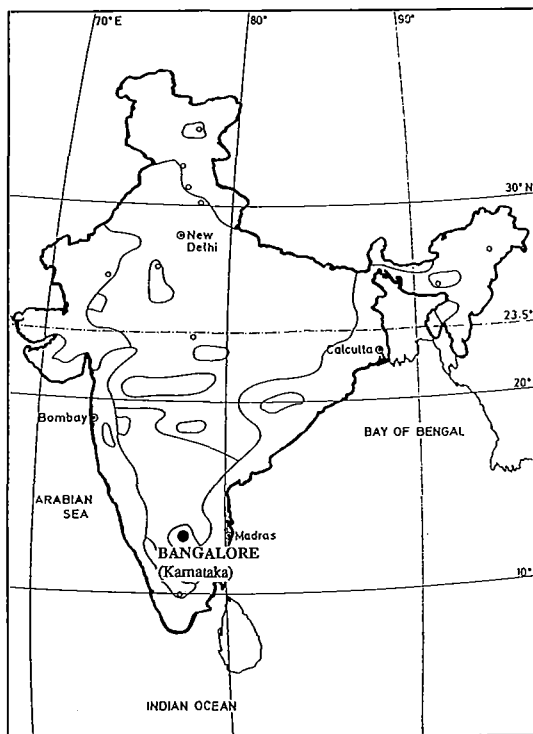 70°E
80°
90°
30° N
New
Delhi
23.5°
Calcutta
20°
Bombay
BAY OF BENGAL
ARABIAN
SEA
Madras
BANGALORE
(Karnataka)
10°
INDIAN OCEAN